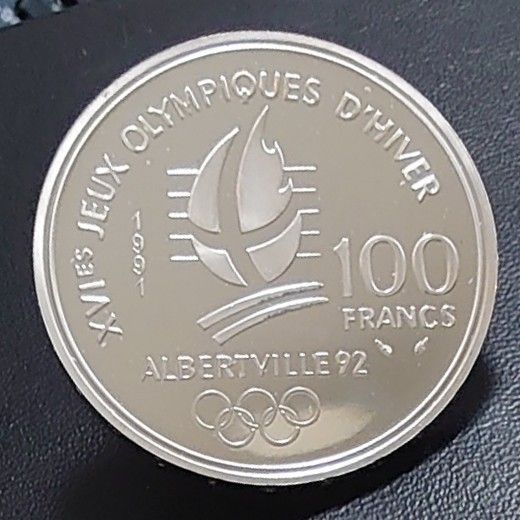 XVIES JEUX OLYMPIQUES D'HIVER
1991
100
FRANCS
ALBERTVILLE 92